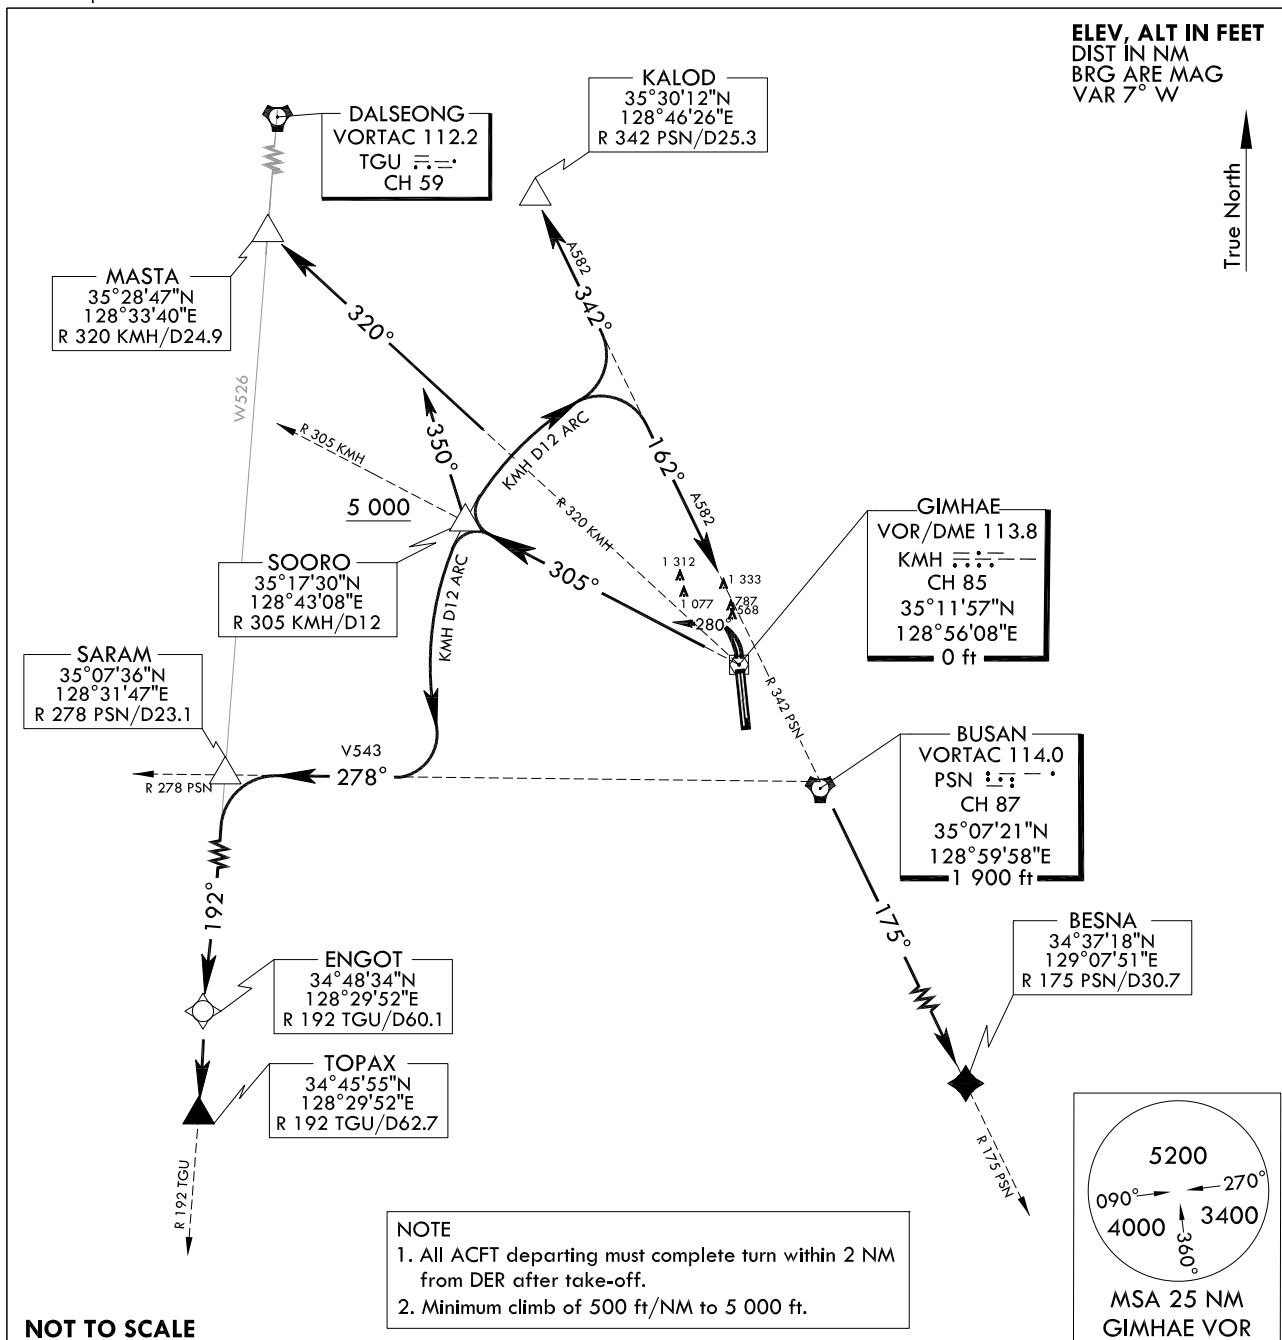 ELEV, ALT IN FEET
DIST IN NM
BRG ARE MAG
VAR 7° W
True North
KALOD
35°30'12"N
128°46'26"E
R 342 PSN/D25.3
DALSEONG
VORTAC 112.2
TGU
CH 59
MASTA
35°28'47"N
128°33'40"E
R 320 KMH/D24.9
A582
342°
320°
W526
R 305 KMH
350°
KMH D12 ARC
162°
A582
5 000
R 320 KMH
SOORO
35°17'30"N
128°43'08"E
R 305 KMH/D12
305°
KMH D12 ARC
1 312
1 333
1 077
787
568
280°
GIMHAE
VOR/DME 113.8
KMH
CH 85
35°11'57"N
128°56'08"E
0 ft
SARAM
35°07'36"N
128°31'47"E
R 278 PSN/D23.1
R 342 PSN
V543
278°
R 278 PSN
BUSAN
VORTAC 114.0
PSN
CH 87
35°07'21"N
128°59'58"E
1 900 ft
192°
175°
BESNA
34°37'18"N
129°07'51"E
R 175 PSN/D30.7
ENGOT
34°48'34"N
128°29'52"E
R 192 TGU/D60.1
TOPAX
34°45'55"N
128°29'52"E
R 192 TGU/D62.7
R 192 TGU
R 175 PSN
NOTE
1. All ACFT departing must complete turn within 2 NM
from DER after take-off.
2. Minimum climb of 500 ft/NM to 5 000 ft.
5200
090°
270°
4000
3400
360°
MSA 25 NM
GIMHAE VOR
NOT TO SCALE